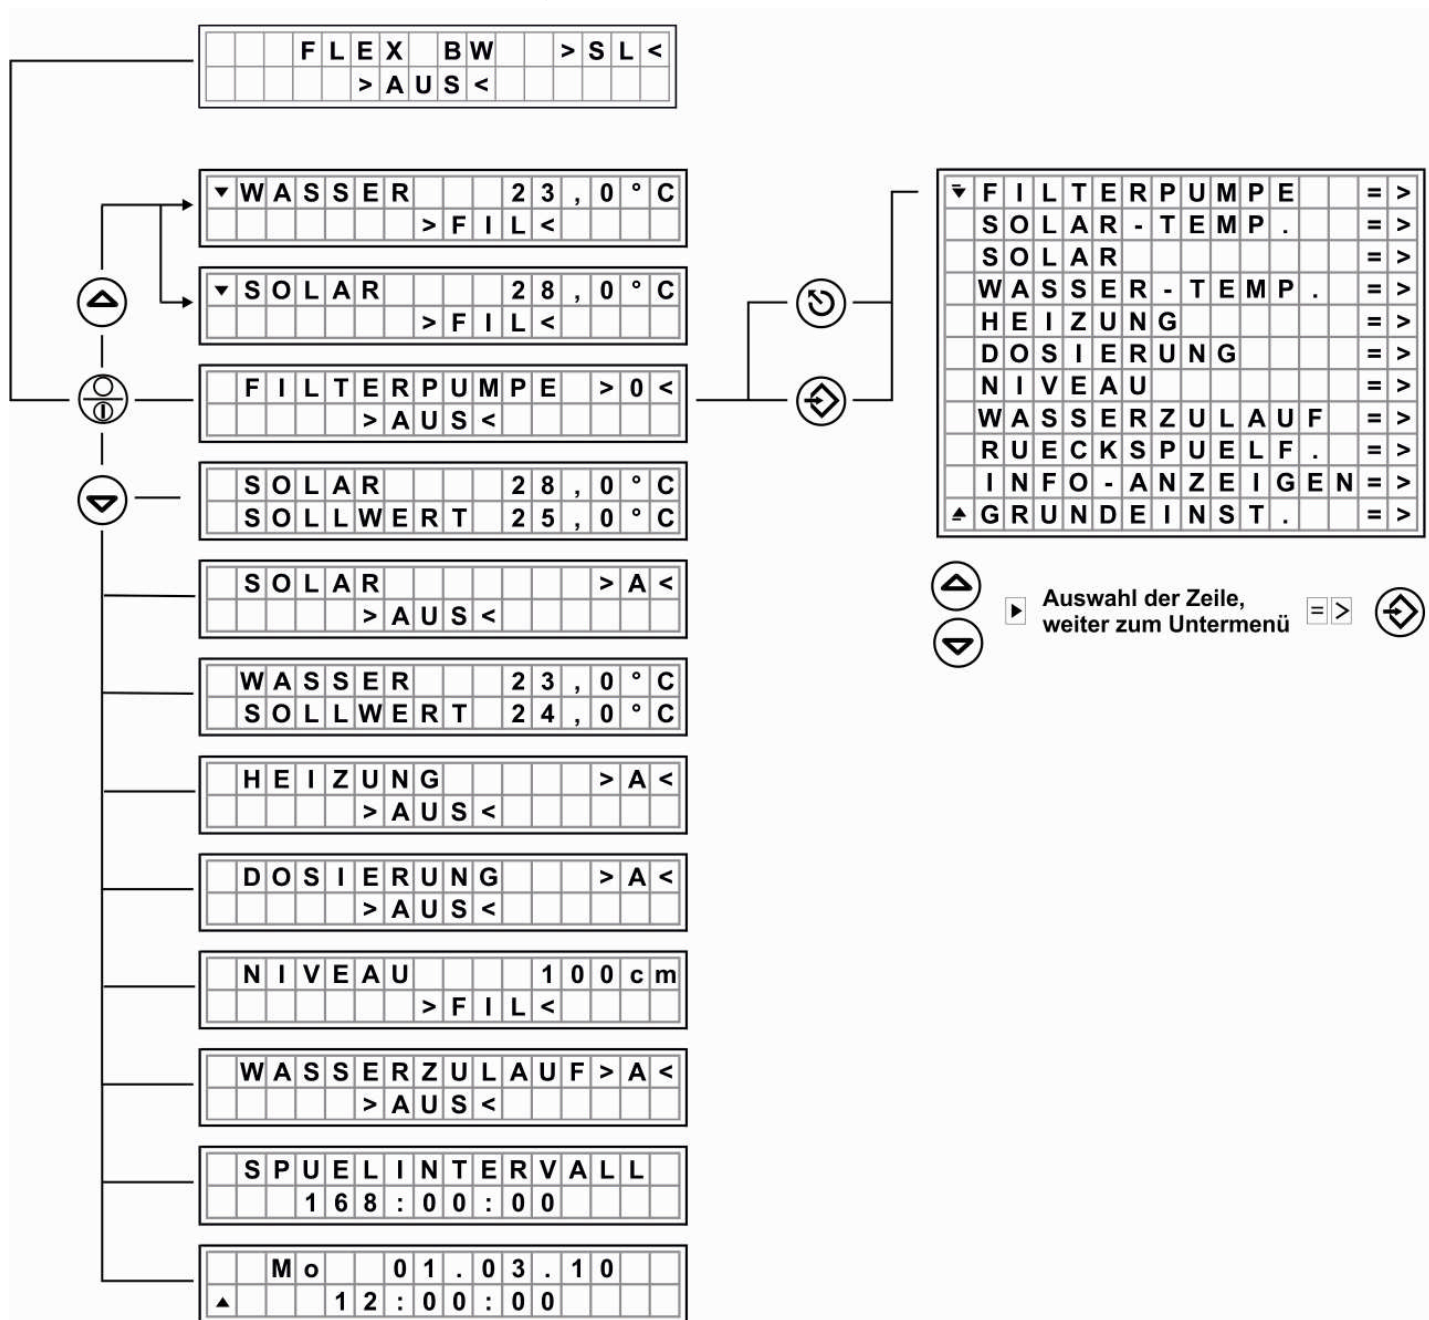 FLEX BW >SL<
>AUS<
▼WASSER 23,0°C
>FIL<
▼SOLAR 28,0°C
>FIL<
FILTERPUMPE >0<
>AUS<
SOLAR 28,0°C
SOLLWERT 25,0°C
SOLAR >A<
>AUS<
WASSER 23,0°C
SOLLWERT 24,0°C
HEIZUNG >A<
>AUS<
DOSIERUNG >A<
>AUS<
NIVEAU 100cm
>FIL<
WASSERZULAUF>A<
>AUS<
SPUELINTERVALL
168:00:00
Mo 01.03.10
▲ 12:00:00
FILTERPUMPE =>
SOLAR-TEMP. =>
SOLAR =>
WASSER-TEMP. =>
HEIZUNG =>
DOSIERUNG =>
NIVEAU =>
WASSERZULAUF =>
RUECKSPUELF. =>
INFO-ANZEIGEN=>
GRUNDEINST. =>
Auswahl der Zeile,
weiter zum Untermenü =>